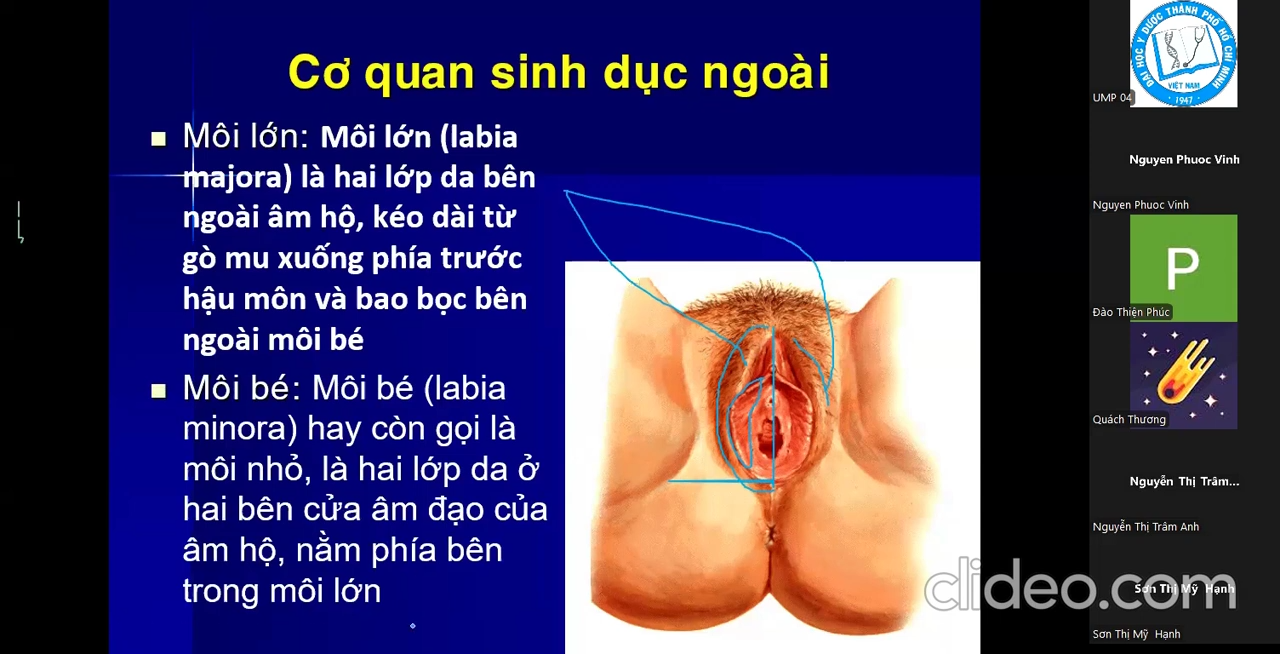 Cơ quan sinh dục ngoài
Môi lớn: Môi lớn (labia
majora) là hai lớp da bên
ngoài âm hộ, kéo dài từ
gò mu xuống phía trước
hậu môn và bao bọc bên
ngoài môi bé
Môi bé: Môi bé (labia
minora) hay còn gọi là
môi nhỏ, là hai lớp da ở
hai bên cửa âm đạo của
âm hộ, nằm phía bên
trong môi lớn
ĐẠI HỌC Y DƯỢC THÀNH PHỐ HỒ CHÍ MINH
VIỆT NAM
1947
UMP 04
Nguyen Phuoc Vinh
Nguyen Phuoc Vinh
P
Đào Thiện Phúc
Quách Thương
Nguyễn Thị Trâm...
Nguyễn Thị Trâm Anh
Sơn Thị Mỹ Hạnh
Sơn Thị Mỹ Hạnh
clideo.com